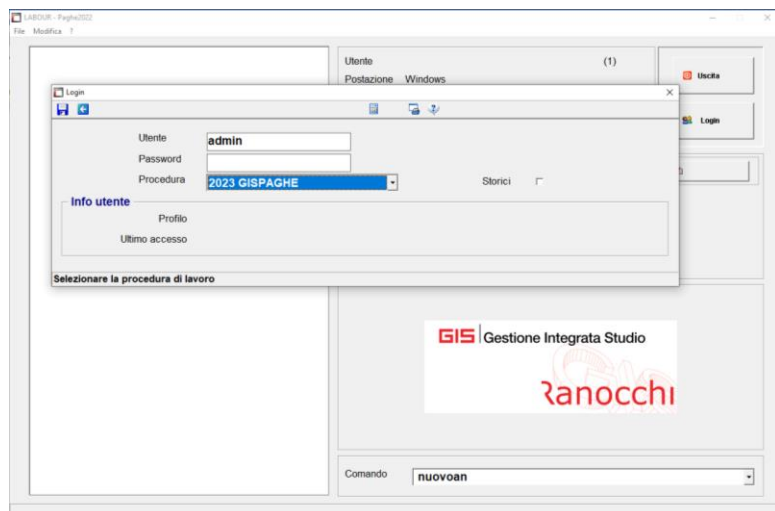 LABOUR - Paghe2022
File Modifica ?
Utente (1)
Postazione Windows
Uscita
Login
Login
Utente admin
Password
Procedura 2023 GISPAGHE
Storici
Info utente
Profilo
Ultimo accesso
Selezionare la procedura di lavoro
GIS Gestione Integrata Studio
Ranocchi
Comando nuovoan